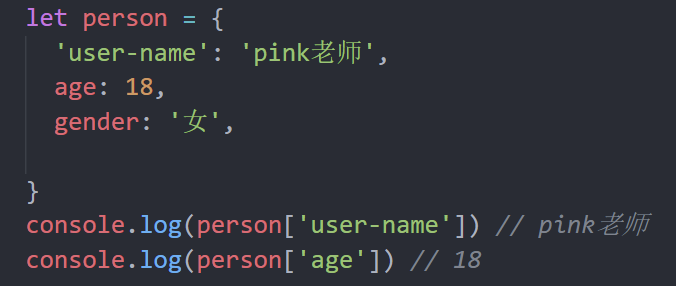 let person = {
'user-name': 'pink老师',
age: 18,
gender: '女',
}
console.log(person['user-name']) // pink老师
console.log(person['age']) // 18